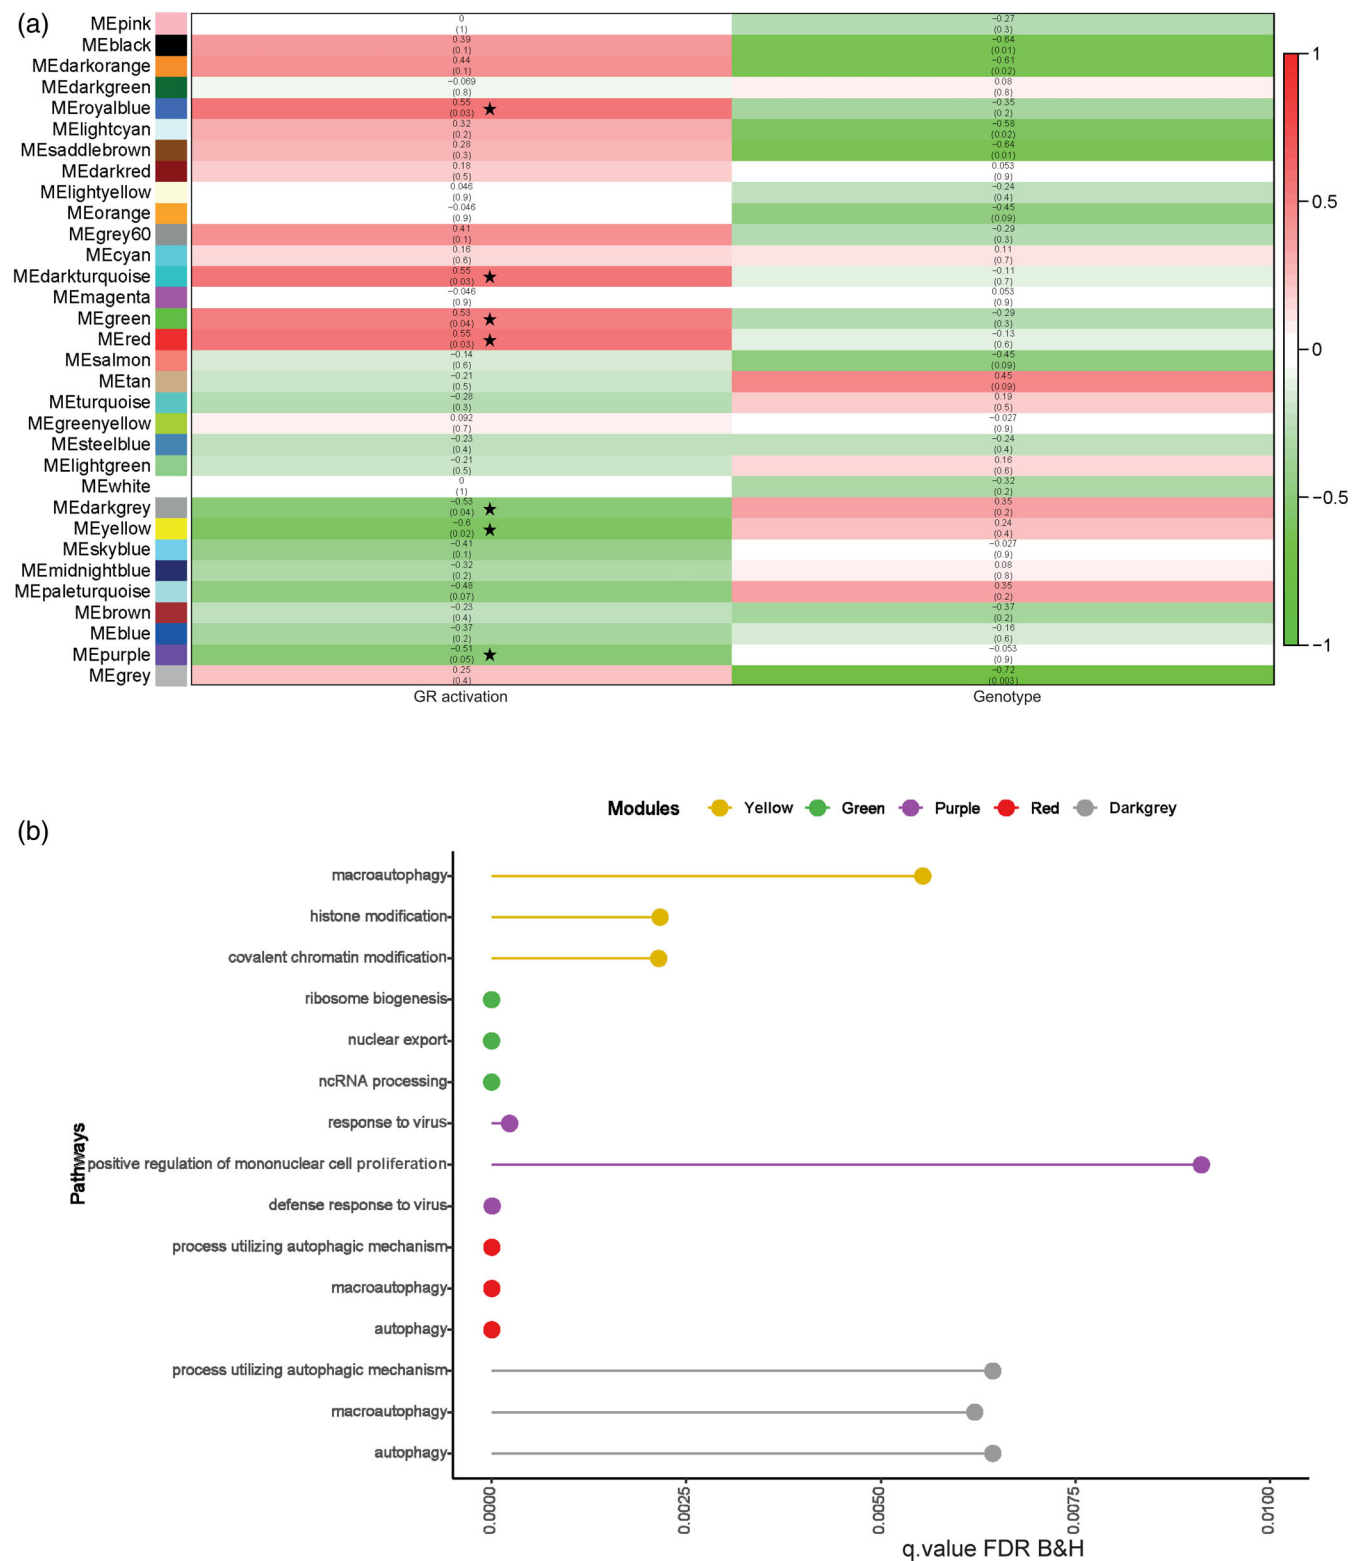 (a)
MEpink 0 -0.27
(1) (0.3)
MEblack 0.39 -0.64
(0.1) (0.01)
MEdarkorange 0.44 -0.61
(0.1) (0.02)
MEdarkgreen -0.069 0.08
(0.8) (0.8)
MEroyalblue 0.55 -0.35
(0.03) ★ (0.2)
MElightcyan 0.32 -0.58
(0.2) (0.02)
MEsaddlebrown 0.28 -0.64
(0.3) (0.01)
MEdarkred 0.18 0.053
(0.5) (0.9)
MElightyellow 0.046 -0.24
(0.9) (0.4)
MEorange -0.046 -0.45
(0.9) (0.09)
MEgrey60 0.41 -0.29
(0.1) (0.3)
MEcyan 0.16 0.11
(0.6) (0.7)
MEdarkturquoise 0.55 -0.11
(0.03) ★ (0.7)
MEmagenta -0.046 0.053
(0.9) (0.9)
MEgreen 0.53 -0.29
(0.04) ★ (0.3)
MEred 0.55 -0.13
(0.03) ★ (0.6)
MEsalmon -0.14 -0.45
(0.6) (0.09)
MEtan -0.21 0.45
(0.5) (0.09)
MEturquoise -0.28 0.19
(0.3) (0.5)
MEgreenyellow 0.092 -0.027
(0.7) (0.9)
MEsteelblue -0.23 -0.24
(0.4) (0.4)
MElightgreen -0.21 0.16
(0.5) (0.6)
MEwhite 0 -0.32
(1) (0.2)
MEdarkgrey -0.53 0.35
(0.04) ★ (0.2)
MEyellow -0.6 0.24
(0.02) ★ (0.4)
MEskyblue -0.41 -0.027
(0.1) (0.9)
MEmidnightblue -0.32 0.08
(0.2) (0.8)
MEpaleturquoise -0.48 0.35
(0.07) (0.2)
MEbrown -0.23 -0.37
(0.4) (0.2)
MEblue -0.37 -0.16
(0.2) (0.6)
MEpurple -0.51 -0.053
(0.05) ★ (0.9)
MEgrey 0.25 -0.72
(0.4) (0.003)
GR activation Genotype
1
0.5
0
-0.5
-1
(b)
Modules Yellow Green Purple Red Darkgrey
Pathways
macroautophagy
histone modification
covalent chromatin modification
ribosome biogenesis
nuclear export
ncRNA processing
response to virus
positive regulation of mononuclear cell proliferation
defense response to virus
process utilizing autophagic mechanism
macroautophagy
autophagy
process utilizing autophagic mechanism
macroautophagy
autophagy
0.0000 0.0025 0.0050 0.0075 0.0100
q.value FDR B&H